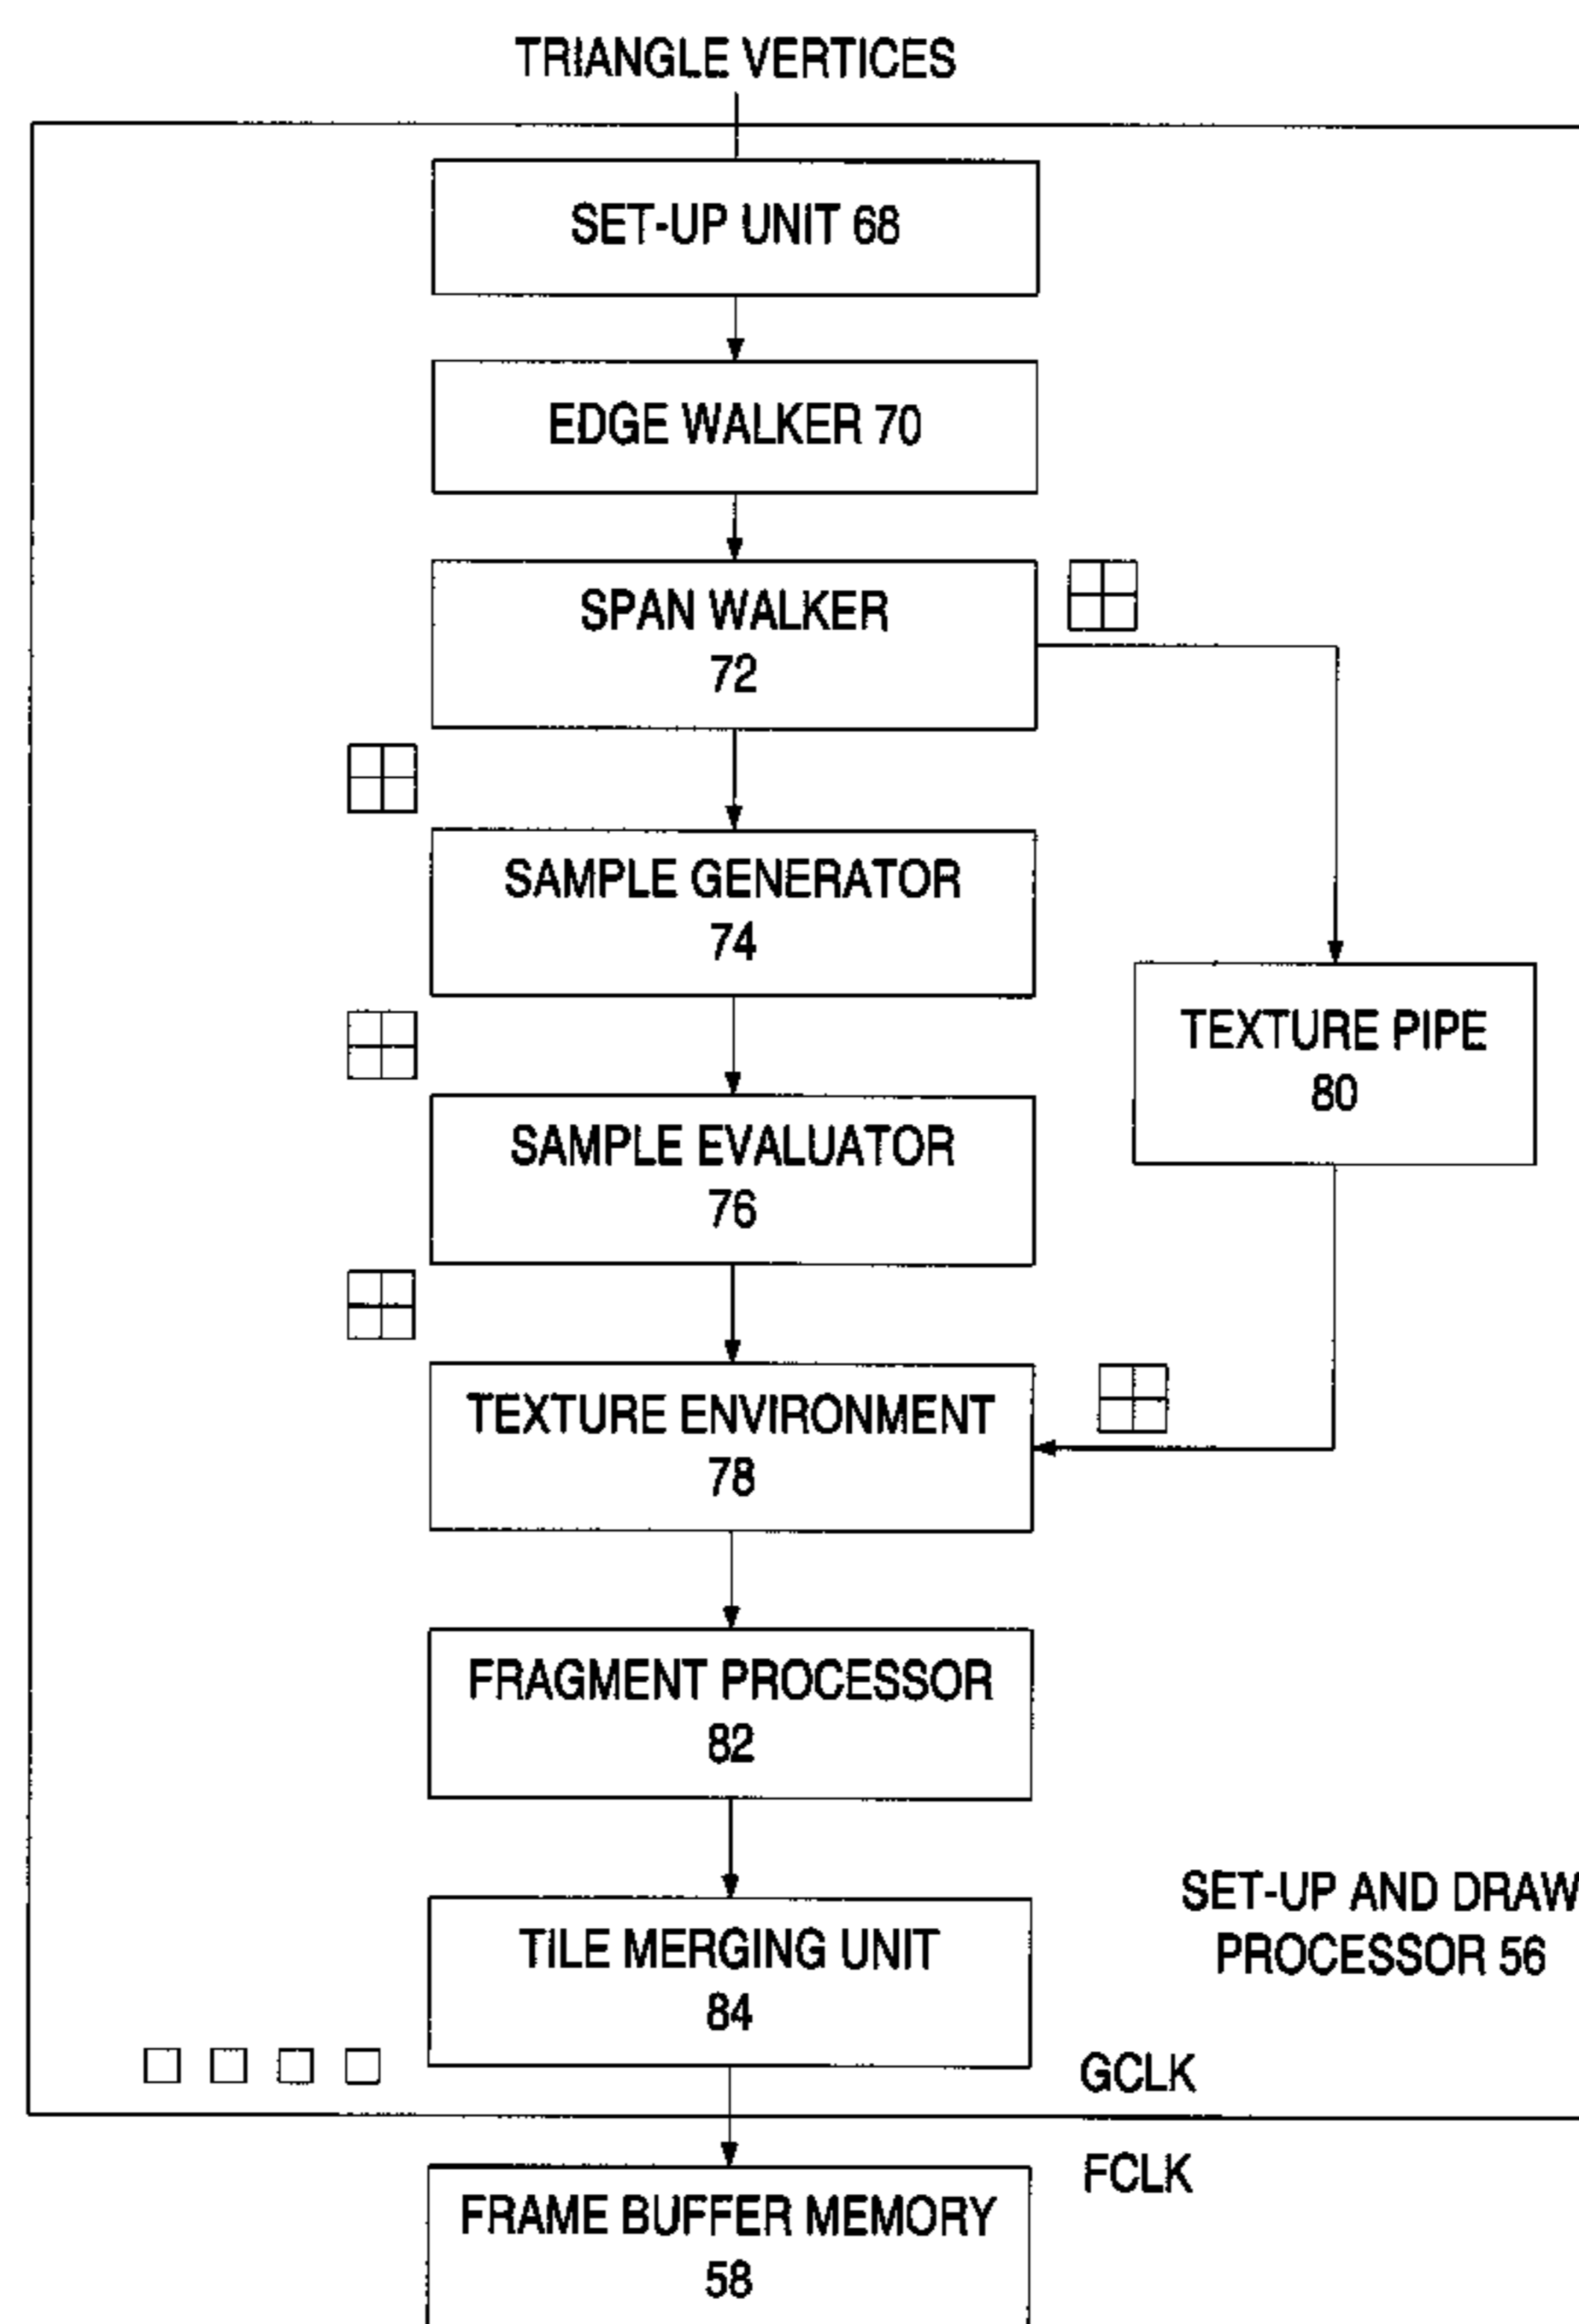 TRIANGLE VERTICES
SET-UP UNIT 68
EDGE WALKER 70
SPAN WALKER
72
SAMPLE GENERATOR
74
TEXTURE PIPE
80
SAMPLE EVALUATOR
76
TEXTURE ENVIRONMENT
78
FRAGMENT PROCESSOR
82
SET-UP AND DRAW
PROCESSOR 56
TILE MERGING UNIT
84
GCLK
FCLK
FRAME BUFFER MEMORY
58